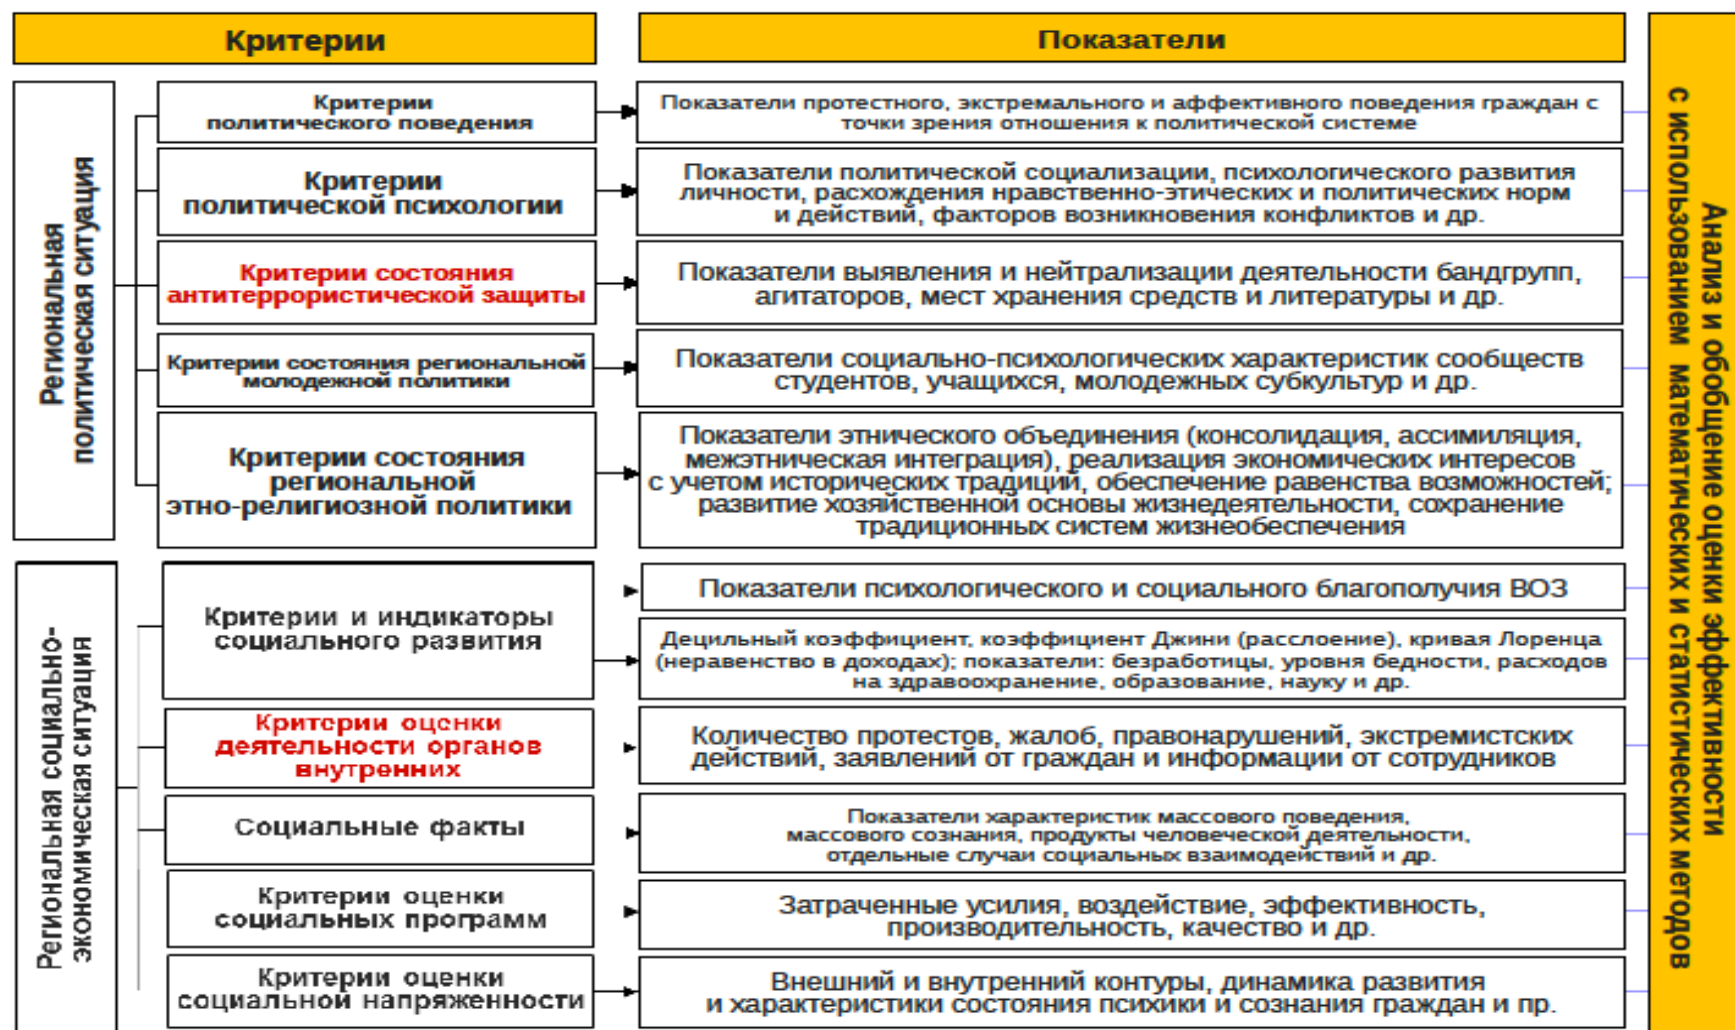 Критерии
Показатели
Региональная
политическая ситуация
Критерии
политического поведения
Показатели протестного, экстремального и аффективного поведения граждан с
точки зрения отношения к политической системе
Критерии
политической психологии
Показатели политической социализации, психологического развития
личности, расхождения нравственно-этических и политических норм
и действий, факторов возникновения конфликтов и др.
Критерии состояния
антитеррористической защиты
Показатели выявления и нейтрализации деятельности бандгрупп,
агитаторов, мест хранения средств и литературы и др.
Критерии состояния региональной
молодежной политики
Показатели социально-психологических характеристик сообществ
студентов, учащихся, молодежных субкультур и др.
Критерии состояния
региональной
этно-религиозной политики
Показатели этнического объединения (консолидация, ассимиляция,
межэтническая интеграция), реализация экономических интересов
с учетом исторических традиций, обеспечение равенства возможностей;
развитие хозяйственной основы жизнедеятельности, сохранение
традиционных систем жизнеобеспечения
Региональная социально-
экономическая ситуация
Критерии и индикаторы
социального развития
Показатели психологического и социального благополучия ВОЗ
Децильный коэффициент, коэффициент Джини (расслоение), кривая Лоренца
(неравенство в доходах); показатели: безработицы, уровня бедности, расходов
на здравоохранение, образование, науку и др.
Критерии оценки
деятельности органов
внутренних
Количество протестов, жалоб, правонарушений, экстремистских
действий, заявлений от граждан и информации от сотрудников
Социальные факты
Показатели характеристик массового поведения,
массового сознания, продукты человеческой деятельности,
отдельные случаи социальных взаимодействий и др.
Критерии оценки
социальных программ
Затраченные усилия, воздействие, эффективность,
производительность, качество и др.
Критерии оценки
социальной напряженности
Внешний и внутренний контуры, динамика развития
и характеристики состояния психики и сознания граждан и пр.
Анализ и обобщение оценки эффективности
с использованием математических и статистических методов